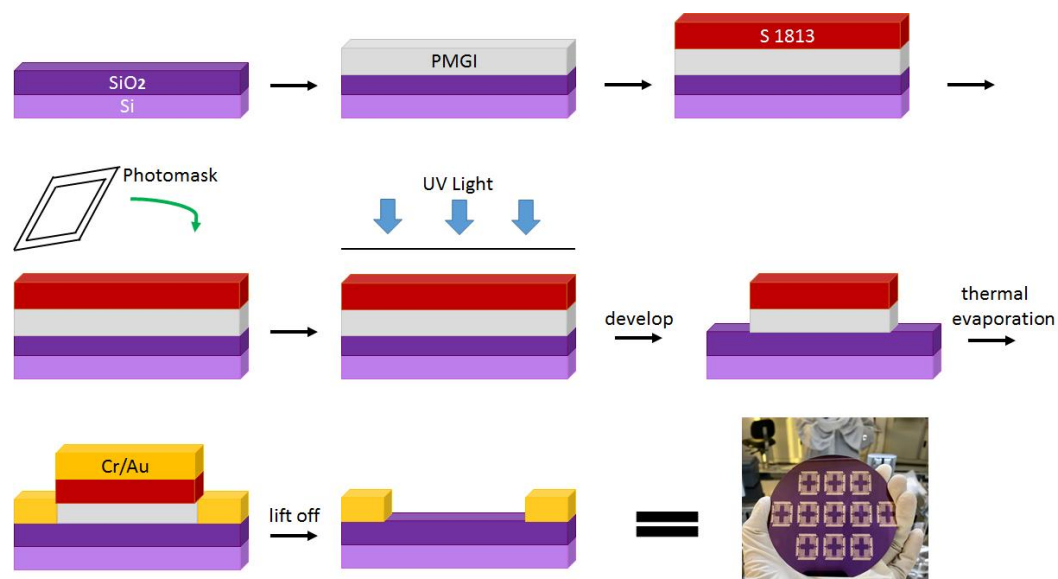 SiO2
Si
PMGI
S 1813
Photomask
UV Light
develop
thermal
evaporation
Cr/Au
lift off